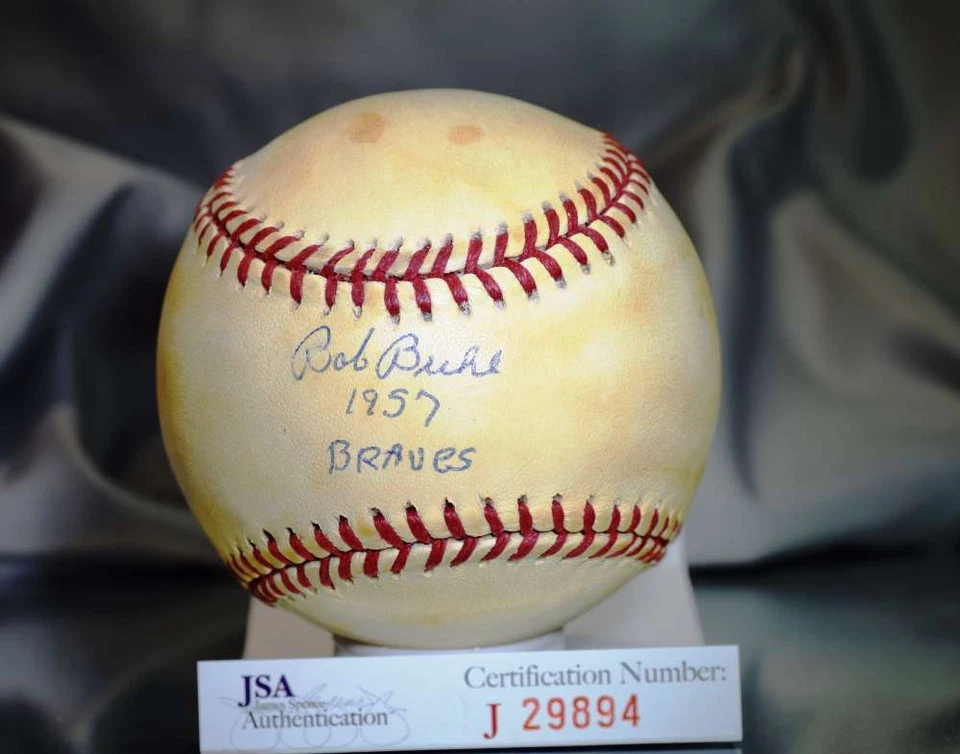 Bob Buhl
1957
BRAVES
JSA
James Spence
Authentication
Certification Number:
J 29894